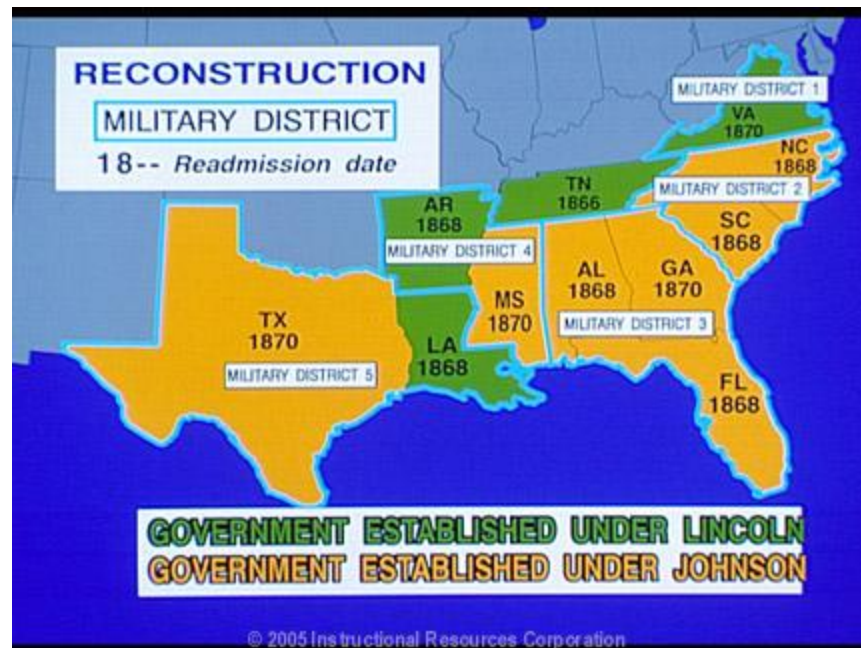 RECONSTRUCTION
MILITARY DISTRICT
18-- Readmission date
MILITARY DISTRICT 1
VA
1870
NC
1868
TN
1866
MILITARY DISTRICT 2
AR
1868
SC
1868
MILITARY DISTRICT 4
AL
1868
GA
1870
MS
1870
TX
1870
MILITARY DISTRICT 3
LA
1868
MILITARY DISTRICT 5
FL
1868
GOVERNMENT ESTABLISHED UNDER LINCOLN
GOVERNMENT ESTABLISHED UNDER JOHNSON
© 2005 Instructional Resources Corporation